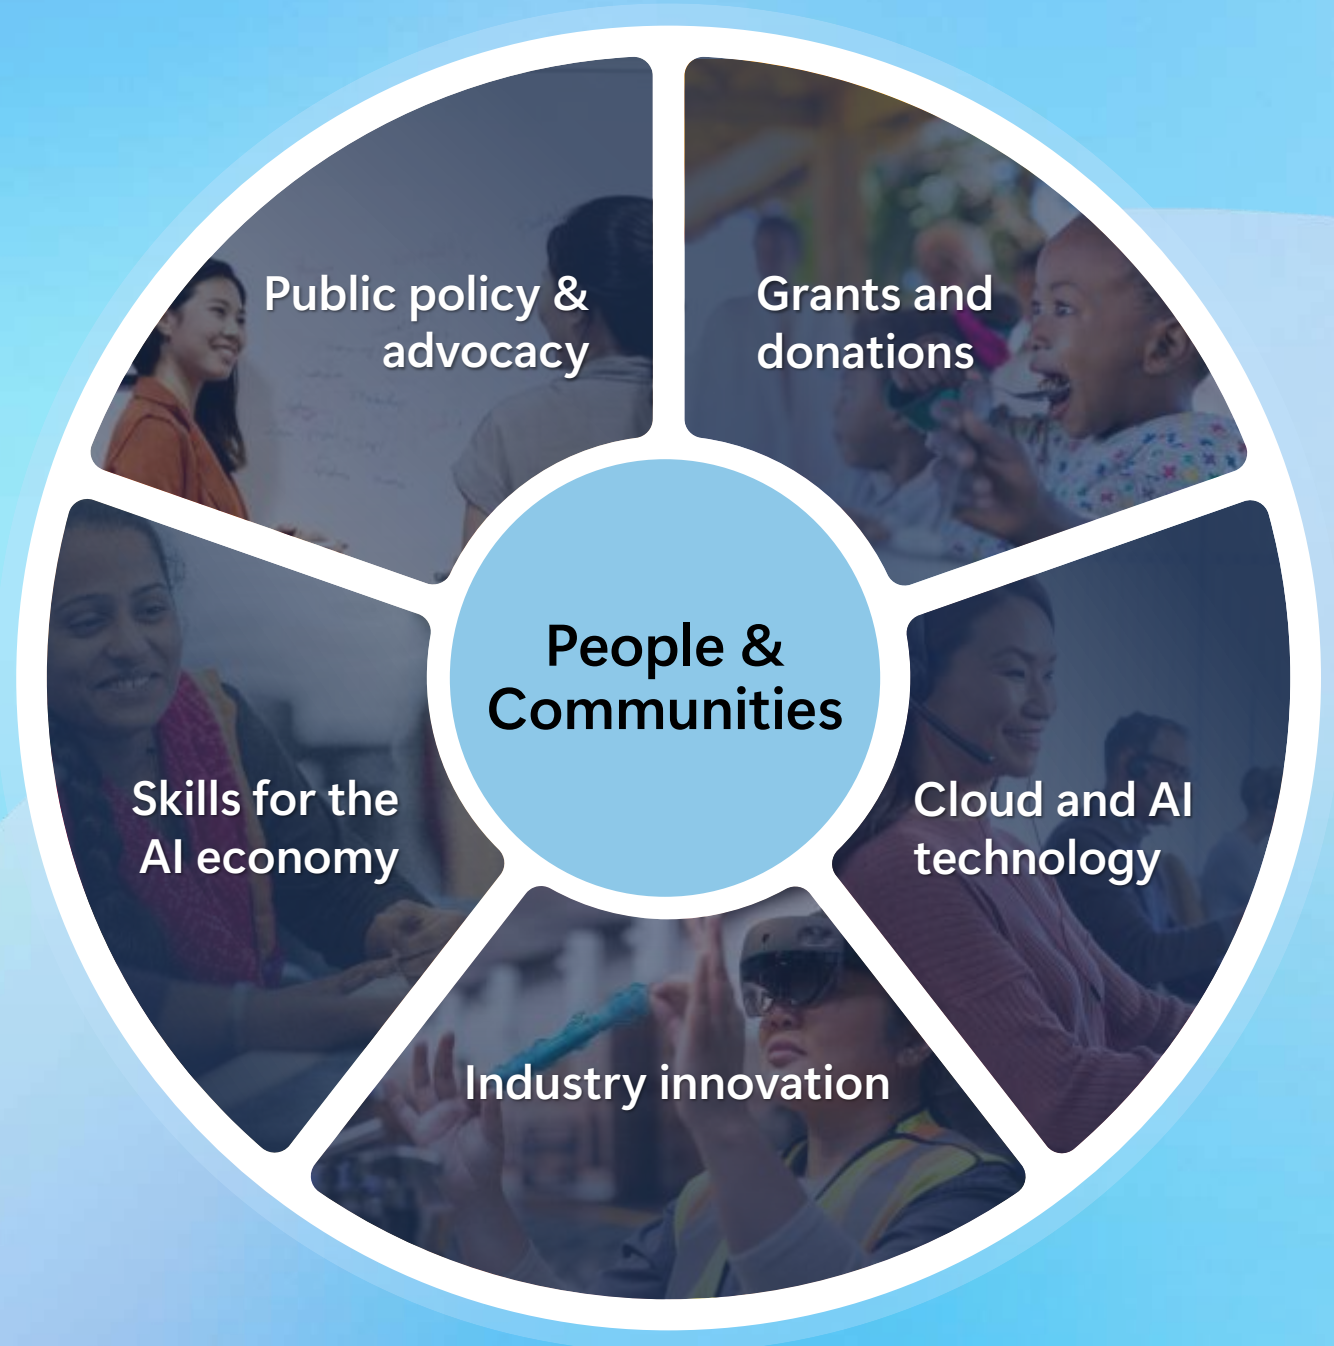 Public policy &
advocacy
Grants and
donations
People &
Communities
Skills for the
AI economy
Cloud and AI
technology
Industry innovation